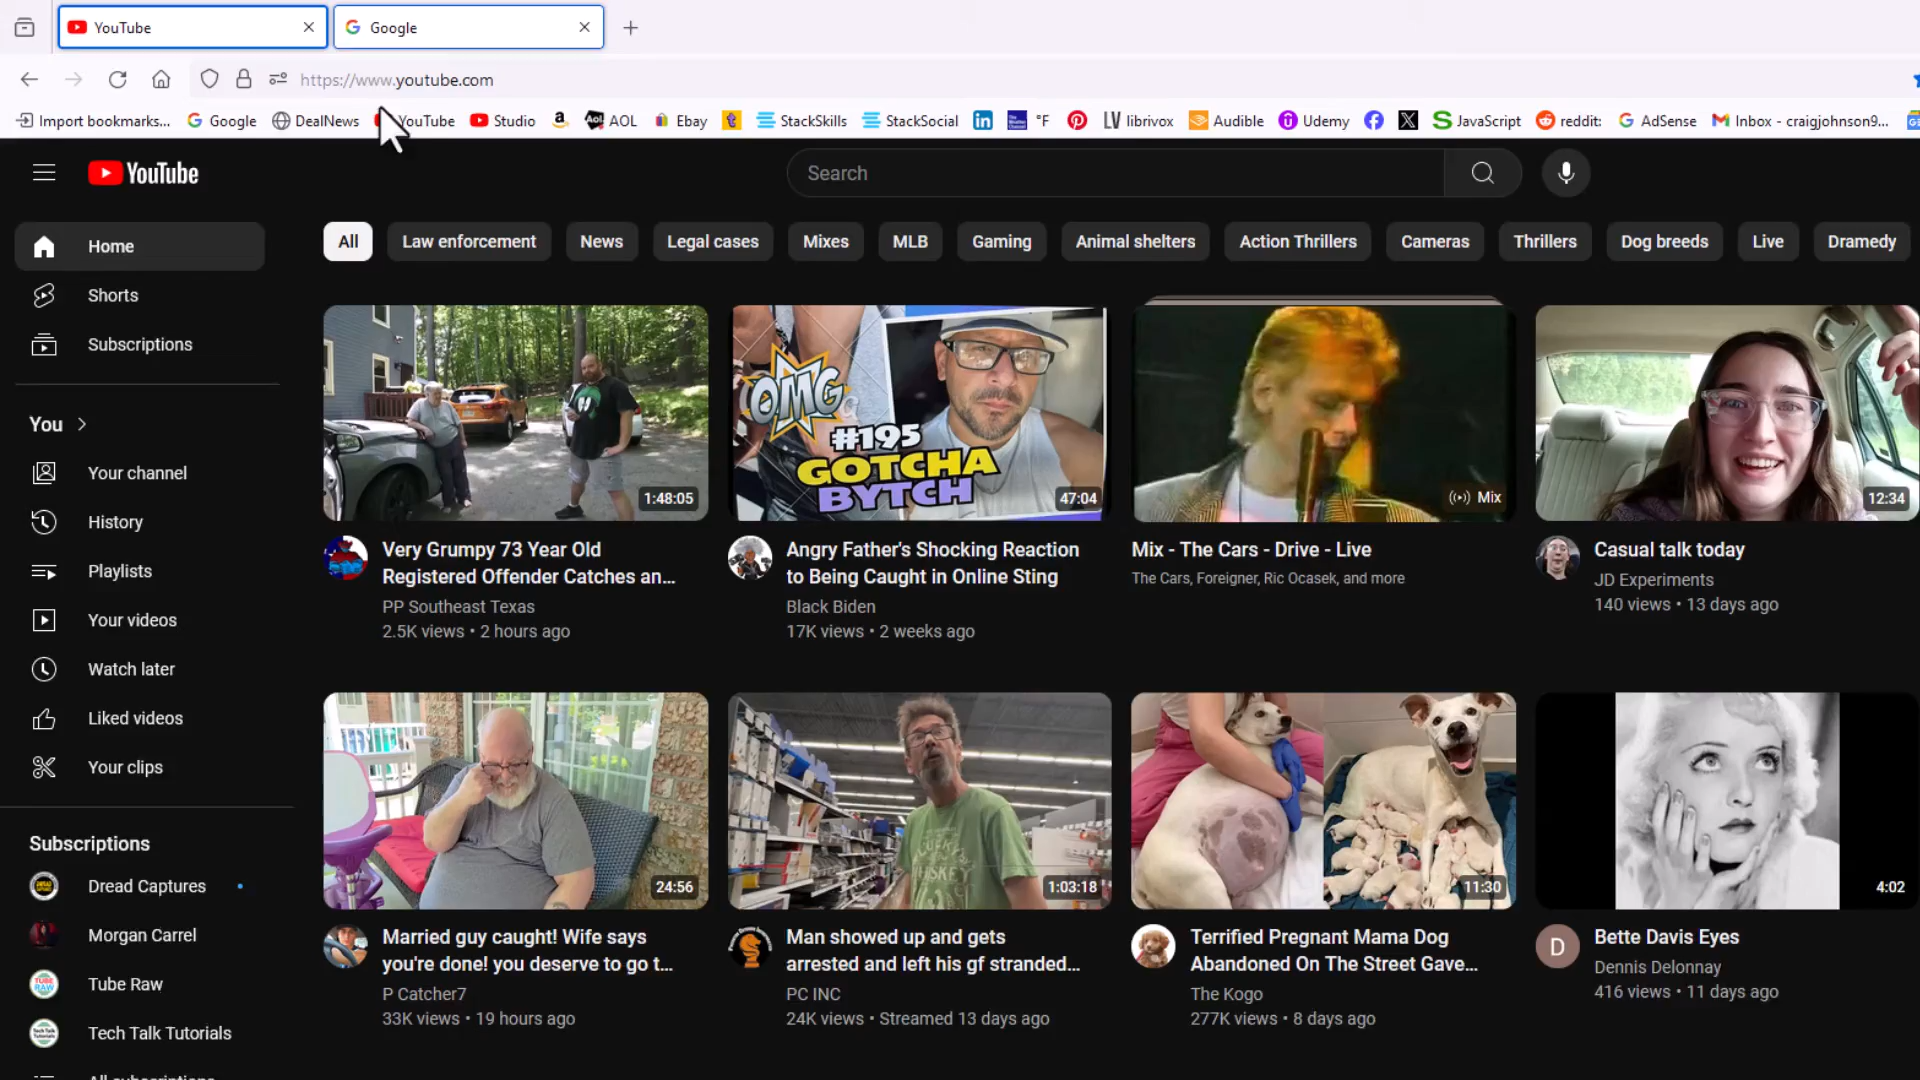 YouTube
Google
https://www.youtube.com
Import bookmarks... Google DealNews YouTube Studio a AOL Ebay StackSkills StackSocial in °F LV librivox Audible Udemy X JavaScript reddit: AdSense Inbox - craigjohnson9...
YouTube
Search
Home
Shorts
Subscriptions
You
Your channel
History
Playlists
Your videos
Watch later
Liked videos
Your clips
Subscriptions
Dread Captures
Morgan Carrel
Tube Raw
Tech Talk Tutorials
All subscriptions
All Law enforcement News Legal cases Mixes MLB Gaming Animal shelters Action Thrillers Cameras Thrillers Dog breeds Live Dramedy
1:48:05
Very Grumpy 73 Year Old
Registered Offender Catches an...
PP Southeast Texas
2.5K views • 2 hours ago
OMG
#195
GOTCHA
BYTCH
47:04
Angry Father's Shocking Reaction
to Being Caught in Online Sting
Black Biden
17K views • 2 weeks ago
Mix
Mix - The Cars - Drive - Live
The Cars, Foreigner, Ric Ocasek, and more
12:34
Casual talk today
JD Experiments
140 views • 13 days ago
24:56
Married guy caught! Wife says
you're done! you deserve to go t...
P Catcher7
33K views • 19 hours ago
1:03:18
Man showed up and gets
arrested and left his gf stranded...
PC INC
24K views • Streamed 13 days ago
11:30
Terrified Pregnant Mama Dog
Abandoned On The Street Gave...
The Kogo
277K views • 8 days ago
4:02
D
Bette Davis Eyes
Dennis Delonnay
416 views • 11 days ago